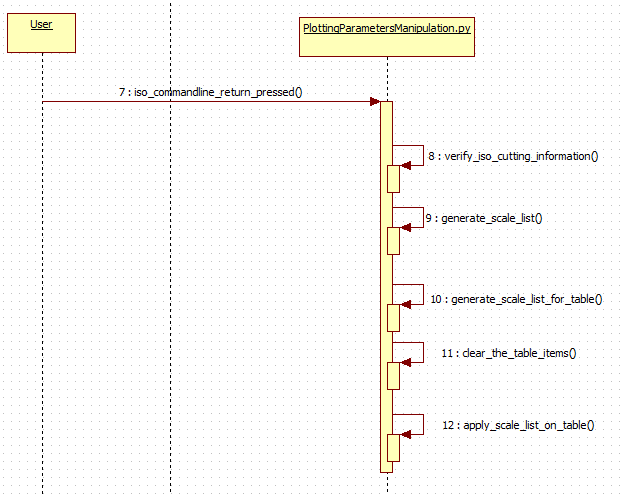 User
PlottingParametersManipulation.py
7 : iso_commandline_return_pressed()
8 : verify_iso_cutting_information()
9 : generate_scale_list()
10 : generate_scale_list_for_table()
11 : clear_the_table_items()
12 : apply_scale_list_on_table()